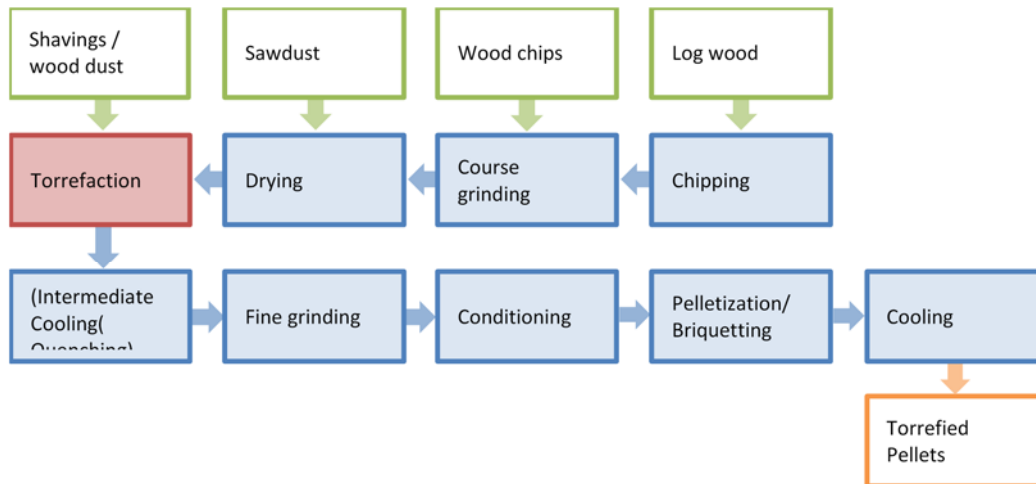 Shavings /
wood dust
Sawdust
Wood chips
Log wood
Torrefaction
Drying
Course
grinding
Chipping
(Intermediate
Cooling(
Quenching)
Fine grinding
Conditioning
Pelletization/
Briquetting
Cooling
Torrefied
Pellets